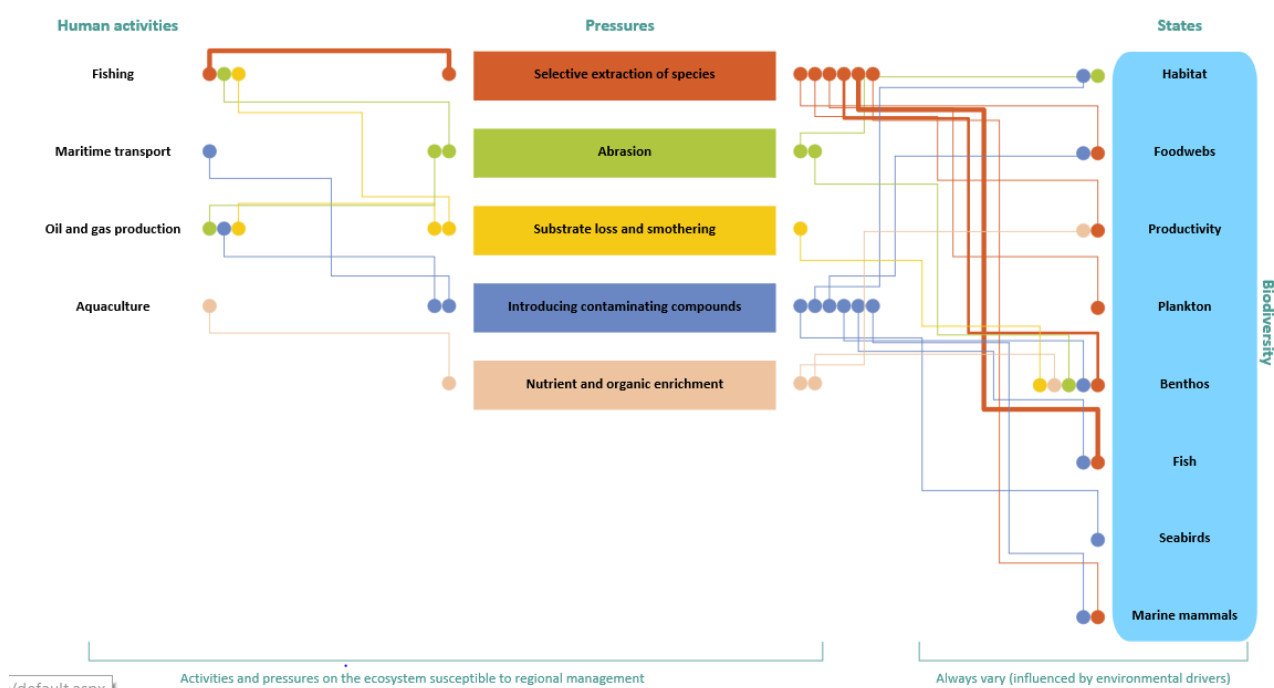 Human activities
Pressures
States
Fishing
Selective extraction of species
Habitat
Maritime transport
Abrasion
Foodwebs
Oil and gas production
Substrate loss and smothering
Productivity
Aquaculture
Introducing contaminating compounds
Plankton
Biodiversity
Nutrient and organic enrichment
Benthos
Fish
Seabirds
Marine mammals
Activities and pressures on the ecosystem susceptible to regional management
Always vary (influenced by environmental drivers)
/default.aspx